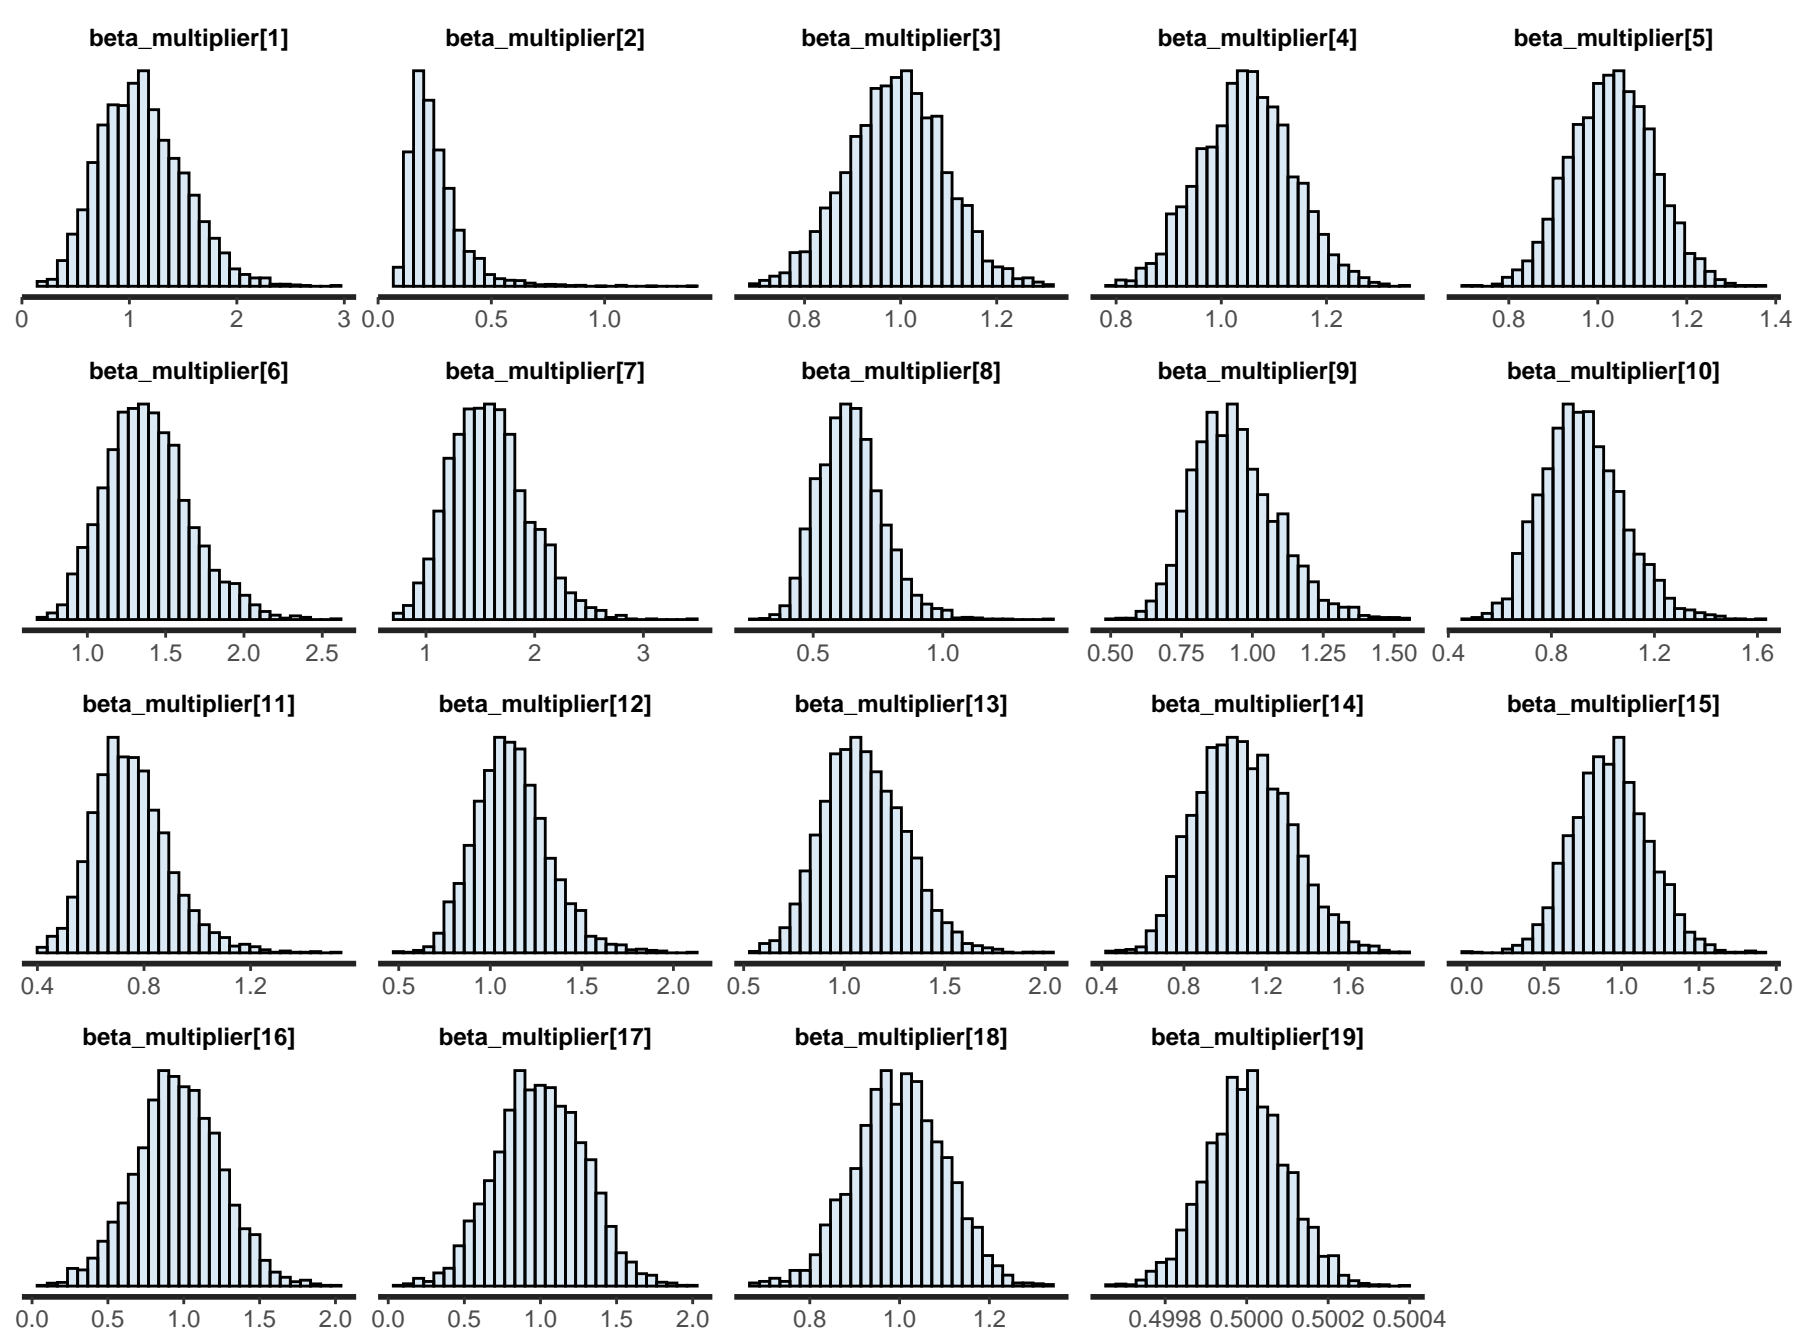 beta_multiplier[1] beta_multiplier[2] beta_multiplier[3] beta_multiplier[4] beta_multiplier[5]
0 1 2 3 0.0 0.5 1.0 0.8 1.0 1.2 0.8 1.0 1.2 0.8 1.0 1.2 1.4
beta_multiplier[6] beta_multiplier[7] beta_multiplier[8] beta_multiplier[9] beta_multiplier[10]
1.0 1.5 2.0 2.5 1 2 3 0.5 1.0 0.50 0.75 1.00 1.25 1.50 0.4 0.8 1.2 1.6
beta_multiplier[11] beta_multiplier[12] beta_multiplier[13] beta_multiplier[14] beta_multiplier[15]
0.4 0.8 1.2 0.5 1.0 1.5 2.0 0.5 1.0 1.5 2.0 0.4 0.8 1.2 1.6 0.0 0.5 1.0 1.5 2.0
beta_multiplier[16] beta_multiplier[17] beta_multiplier[18] beta_multiplier[19]
0.0 0.5 1.0 1.5 2.0 0.0 0.5 1.0 1.5 2.0 0.8 1.0 1.2 0.4998 0.5000 0.5002 0.5004